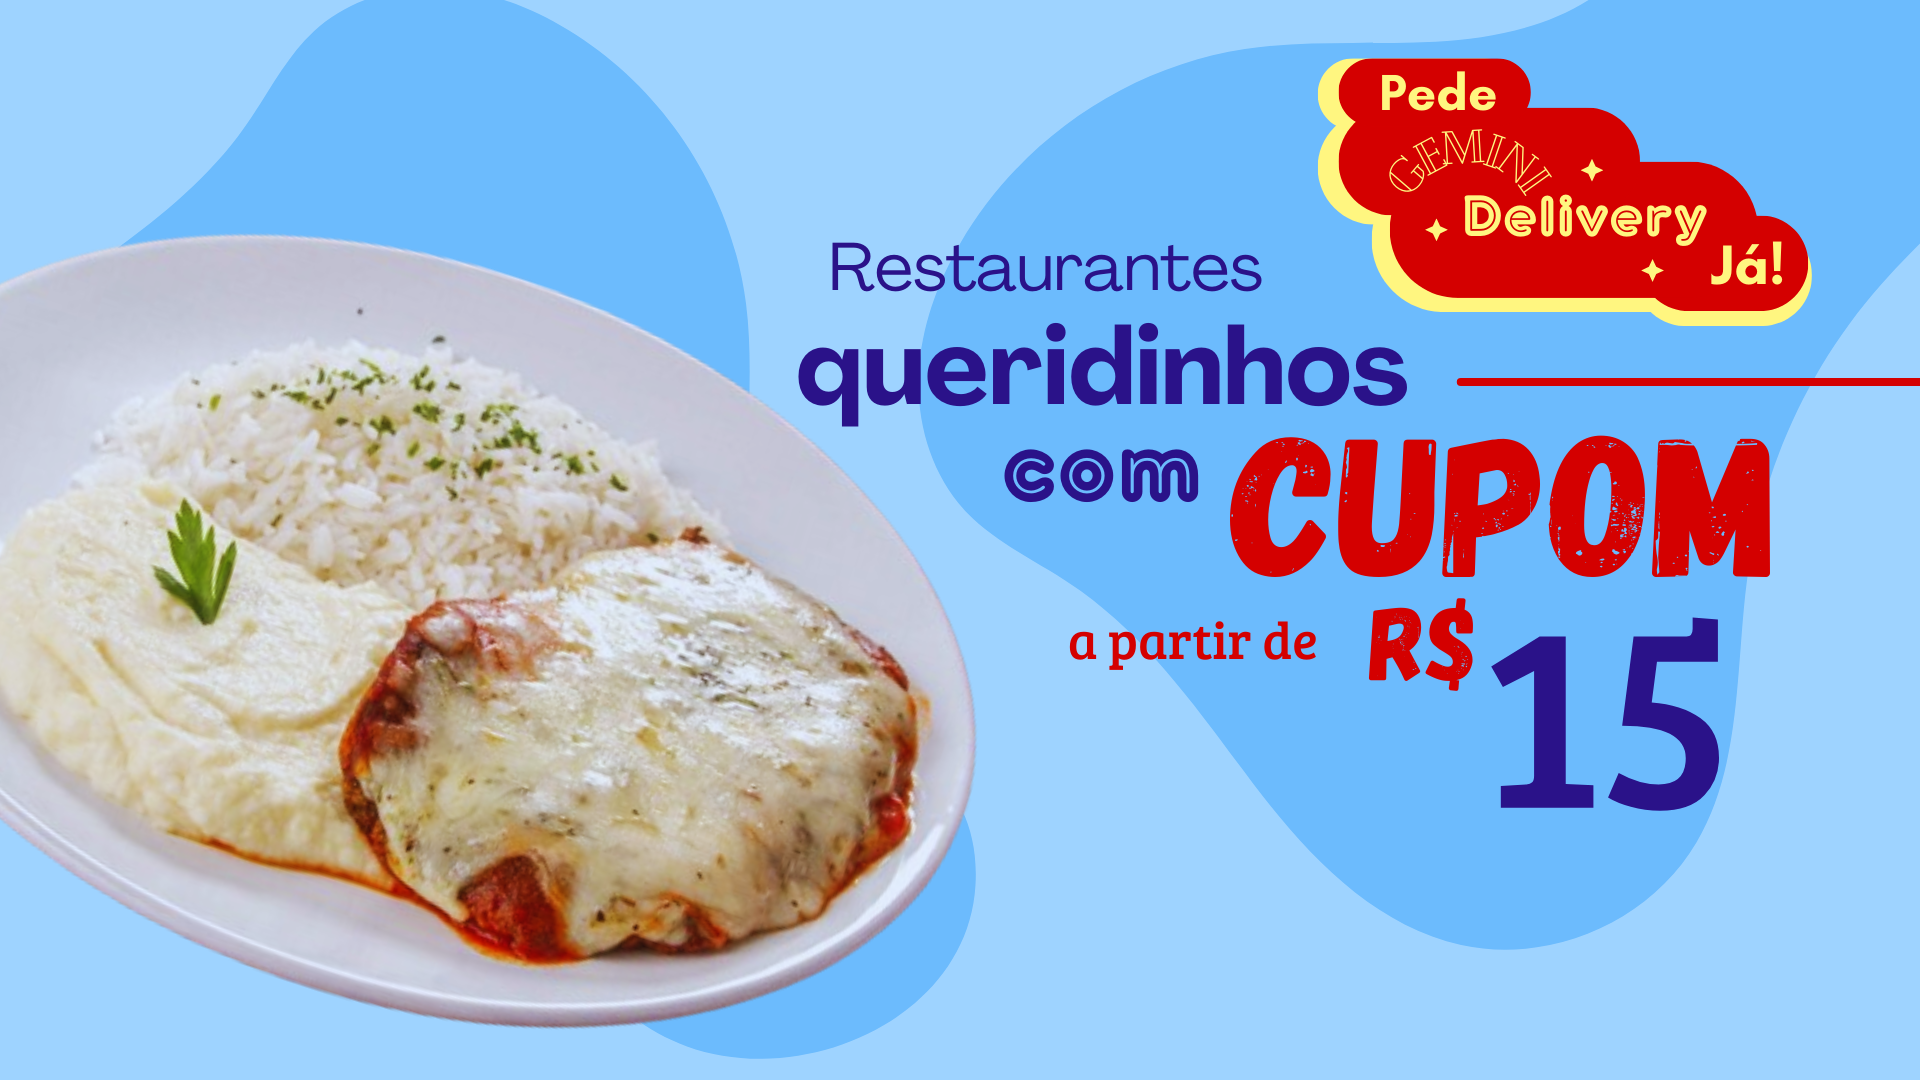 Pede
GEMINI
Delivery
Já!
Restaurantes
queridinhos
com CUPOM
a partir de R$ 15